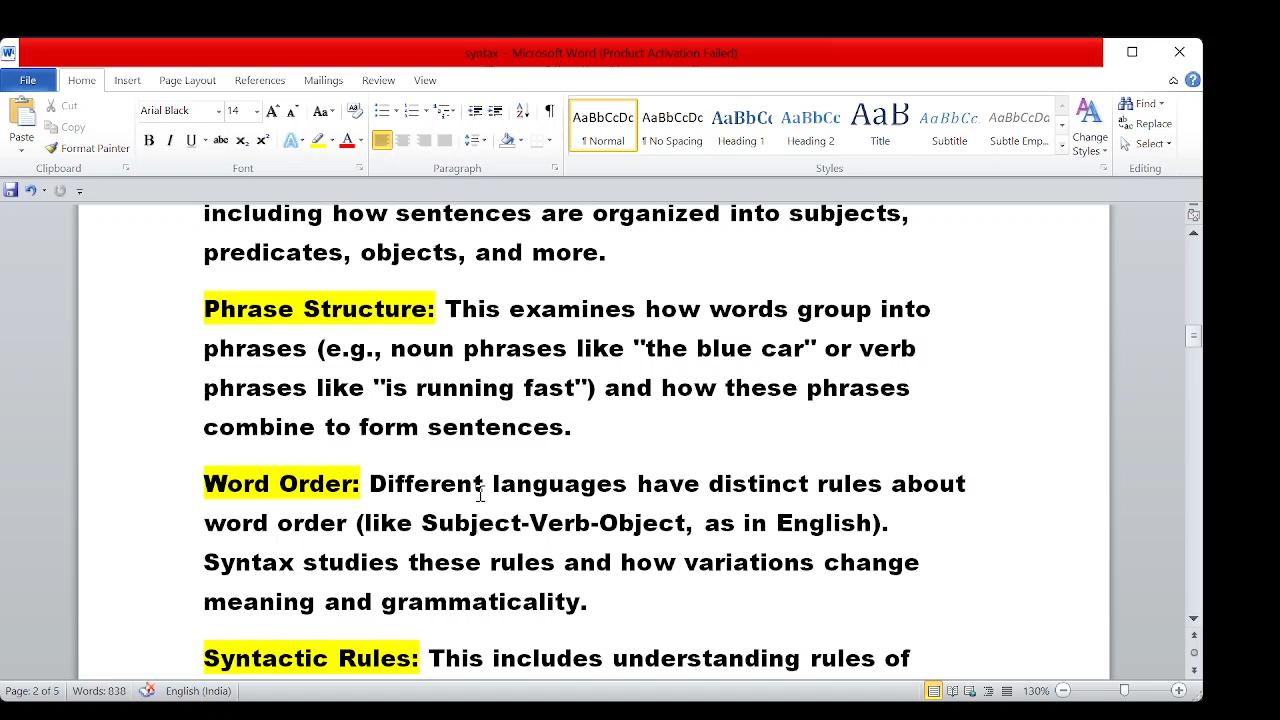 syntax - Microsoft Word (Product Activation Failed)
File Home Insert Page Layout References Mailings Review View
Cut
Copy
Format Painter
Paste
Clipboard
Arial Black 14
Font
Paragraph
AaBbCcDc AaBbCcDc AaBbC AaBbCc AaB AaBbCc. AaBbCcDc
¶ Normal ¶ No Spacing Heading 1 Heading 2 Title Subtitle Subtle Emp...
Change Styles
Styles
Find
Replace
Select
Editing
including how sentences are organized into subjects,
predicates, objects, and more.
Phrase Structure: This examines how words group into
phrases (e.g., noun phrases like "the blue car" or verb
phrases like "is running fast") and how these phrases
combine to form sentences.
Word Order: Different languages have distinct rules about
word order (like Subject-Verb-Object, as in English).
Syntax studies these rules and how variations change
meaning and grammaticality.
Syntactic Rules: This includes understanding rules of
Page: 2 of 5 Words: 838 English (India) 130%